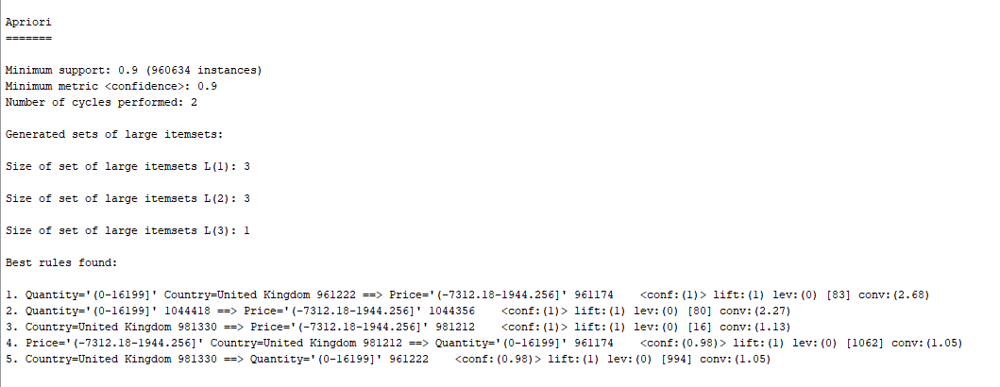 Apriori
=======
Minimum support: 0.9 (960634 instances)
Minimum metric <confidence>: 0.9
Number of cycles performed: 2
Generated sets of large itemsets:
Size of set of large itemsets L(1): 3
Size of set of large itemsets L(2): 3
Size of set of large itemsets L(3): 1
Best rules found:
1. Quantity='(0-16199]' Country=United Kingdom 961222 ==> Price='(-7312.18-1944.256]' 961174    <conf:(1)> lift:(1) lev:(0) [83] conv:(2.68)
2. Quantity='(0-16199]' 1044418 ==> Price='(-7312.18-1944.256]' 1044356    <conf:(1)> lift:(1) lev:(0) [80] conv:(2.27)
3. Country=United Kingdom 981330 ==> Price='(-7312.18-1944.256]' 981212    <conf:(1)> lift:(1) lev:(0) [16] conv:(1.13)
4. Price='(-7312.18-1944.256]' Country=United Kingdom 981212 ==> Quantity='(0-16199]' 961174    <conf:(0.98)> lift:(1) lev:(0) [1062] conv:(1.05)
5. Country=United Kingdom 981330 ==> Quantity='(0-16199]' 961222    <conf:(0.98)> lift:(1) lev:(0) [994] conv:(1.05)